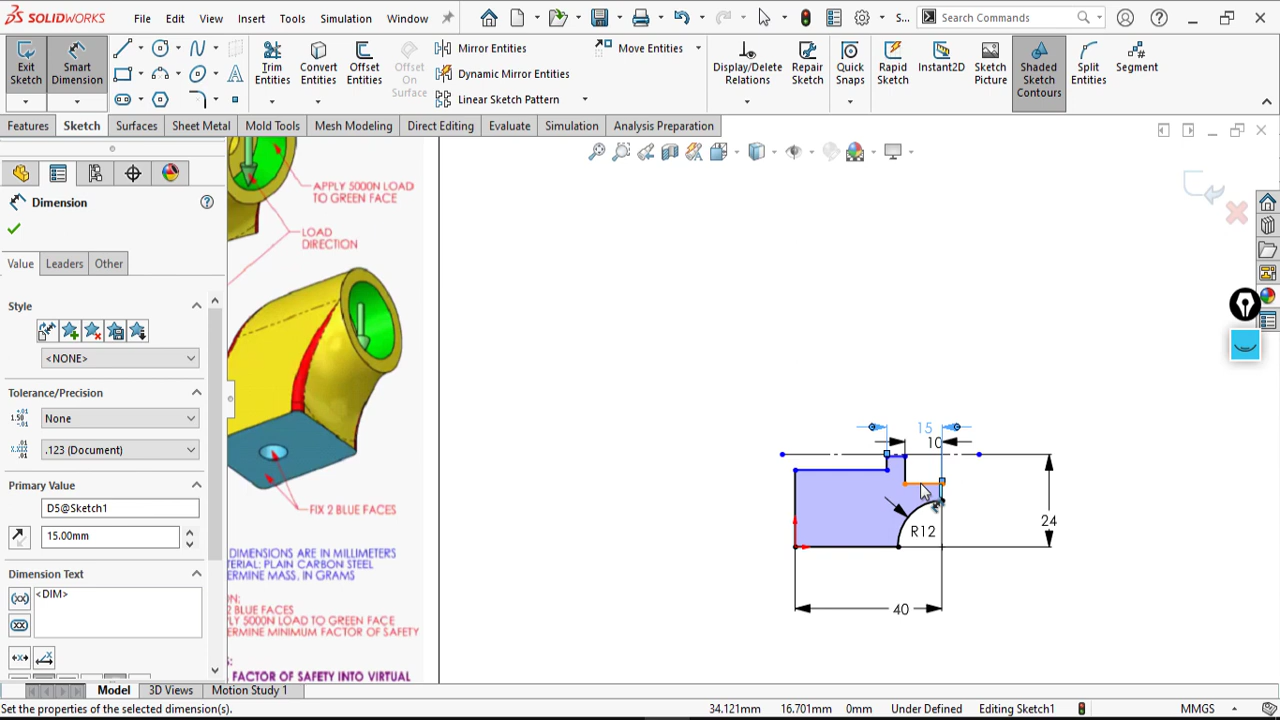 SOLIDWORKS
File
Edit
View
Insert
Tools
Simulation
Window
S...
Search Commands
Exit Sketch
Smart Dimension
Trim Entities
Convert Entities
Offset Entities
Offset On Surface
Mirror Entities
Dynamic Mirror Entities
Linear Sketch Pattern
Move Entities
Display/Delete Relations
Repair Sketch
Quick Snaps
Rapid Sketch
Instant2D
Sketch Picture
Shaded Sketch Contours
Split Entities
Segment
Features
Sketch
Surfaces
Sheet Metal
Mold Tools
Mesh Modeling
Direct Editing
Evaluate
Simulation
Analysis Preparation
Dimension
Value
Leaders
Other
Style
<NONE>
Tolerance/Precision
None
.123 (Document)
Primary Value
D5@Sketch1
15.00mm
Dimension Text
<DIM>
APPLY 5000N LOAD
TO GREEN FACE
LOAD
DIRECTION
FIX 2 BLUE FACES
DIMENSIONS ARE IN MILLIMETERS
TERIAL: PLAIN CARBON STEEL
ERMINE MASS, IN GRAMS
N:
2 BLUE FACES
LY 5000N LOAD TO GREEN FACE
ERMINE MINIMUM FACTOR OF SAFETY
S:
FACTOR OF SAFETY INTO VIRTUAL
15
10
24
R12
40
Model
3D Views
Motion Study 1
Set the properties of the selected dimension(s).
34.121mm
16.701mm
0mm
Under Defined
Editing Sketch1
MMGS